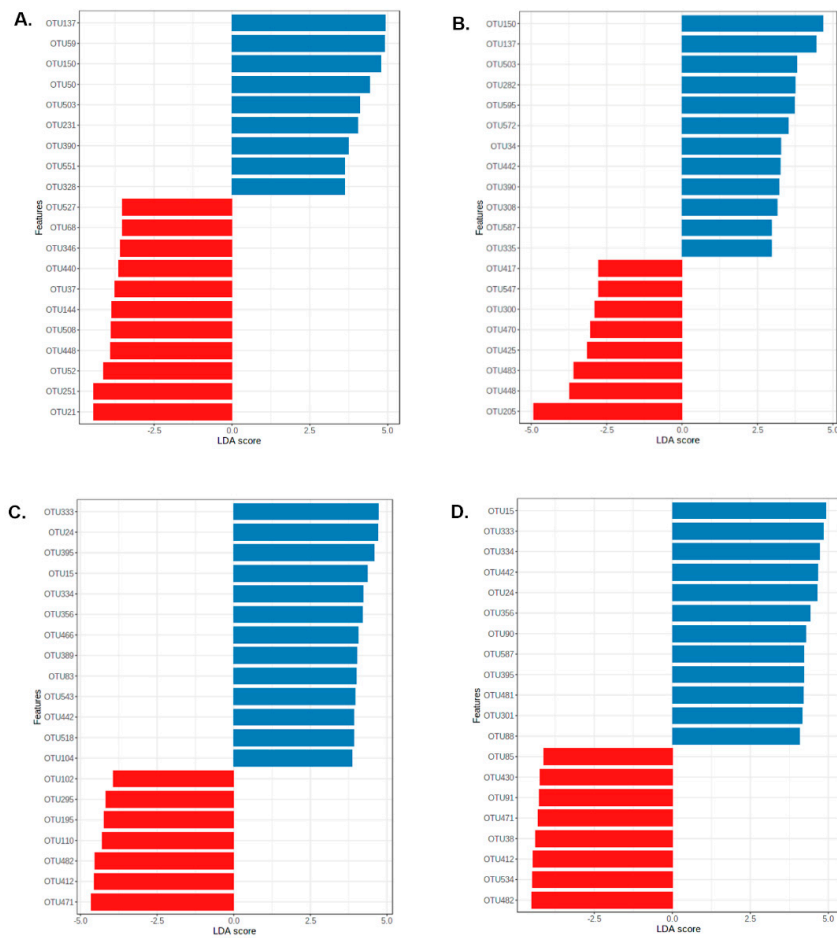 A.
OTU137
OTU59
OTU150
OTU50
OTU503
OTU231
OTU390
OTU551
OTU328
OTU527
OTU68
OTU346
OTU440
OTU37
OTU144
OTU508
OTU448
OTU52
OTU251
OTU21
Features
-2.5 0.0 2.5 5.0
LDA score
B.
OTU150
OTU137
OTU503
OTU282
OTU595
OTU572
OTU34
OTU442
OTU390
OTU308
OTU587
OTU335
OTU417
OTU547
OTU300
OTU470
OTU425
OTU483
OTU448
OTU205
Features
-5.0 -2.5 0.0 2.5 5.0
LDA score
C.
OTU333
OTU24
OTU395
OTU15
OTU334
OTU356
OTU466
OTU389
OTU83
OTU543
OTU442
OTU518
OTU104
OTU102
OTU295
OTU195
OTU110
OTU482
OTU412
OTU471
Features
-5.0 -2.5 0.0 2.5 5.0
LDA score
D.
OTU15
OTU333
OTU334
OTU442
OTU24
OTU356
OTU90
OTU587
OTU395
OTU481
OTU301
OTU88
OTU85
OTU430
OTU91
OTU471
OTU38
OTU412
OTU534
OTU482
Features
-2.5 0.0 2.5 5.0
LDA score